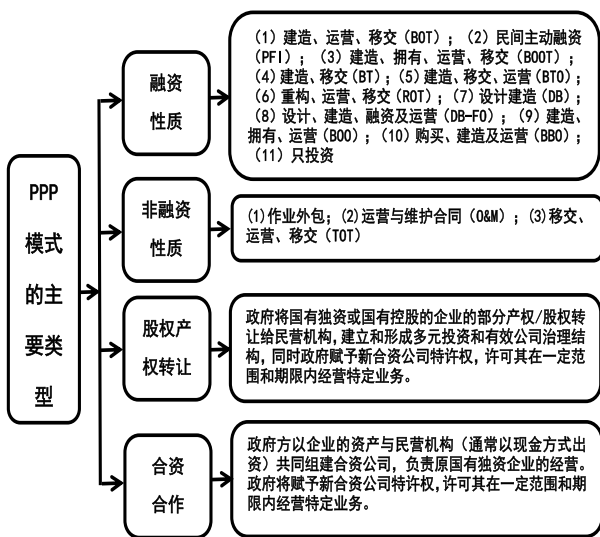 PPP
模式
的主
要类
型
融资
性质
(1) 建造、运营、移交(BOT);(2) 民间主动融资
(PFI);(3) 建造、拥有、运营、移交(BOOT);
(4) 建造、移交(BT);(5) 建造、移交、运营(BTO);
(6) 重构、运营、移交(ROT);(7) 设计建造(DB);
(8) 设计、建造、融资及运营(DB-FO);(9) 建造、
拥有、运营(BOO);(10) 购买、建造及运营(BBO);
(11) 只投资
非融资
性质
(1)作业外包;(2)运营与维护合同(O&M);(3)移交、
运营、移交(TOT)
股权产
权转让
政府将国有独资或国有控股的企业的部分产权/股权转
让给民营机构,建立和形成多元投资和有效公司治理结
构,同时政府赋予新合资公司特许权,许可其在一定范
围和期限内经营特定业务。
合资
合作
政府方以企业的资产与民营机构(通常以现金方式出
资)共同组建合资公司,负责原国有独资企业的经营。
政府将赋予新合资公司特许权,许可其在一定范围和期
限内经营特定业务。